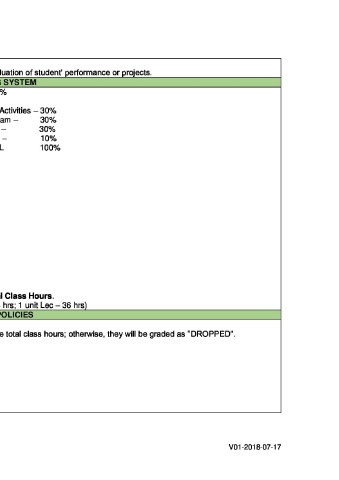 luation of student' performance or projects.
SYSTEM
%
Activities – 30%
am – 30%
– 30%
– 10%
L 100%
l Class Hours.
hrs; 1 unit Lec – 36 hrs)
POLICIES
e total class hours; otherwise, they will be graded as "DROPPED".
V01-2018-07-17